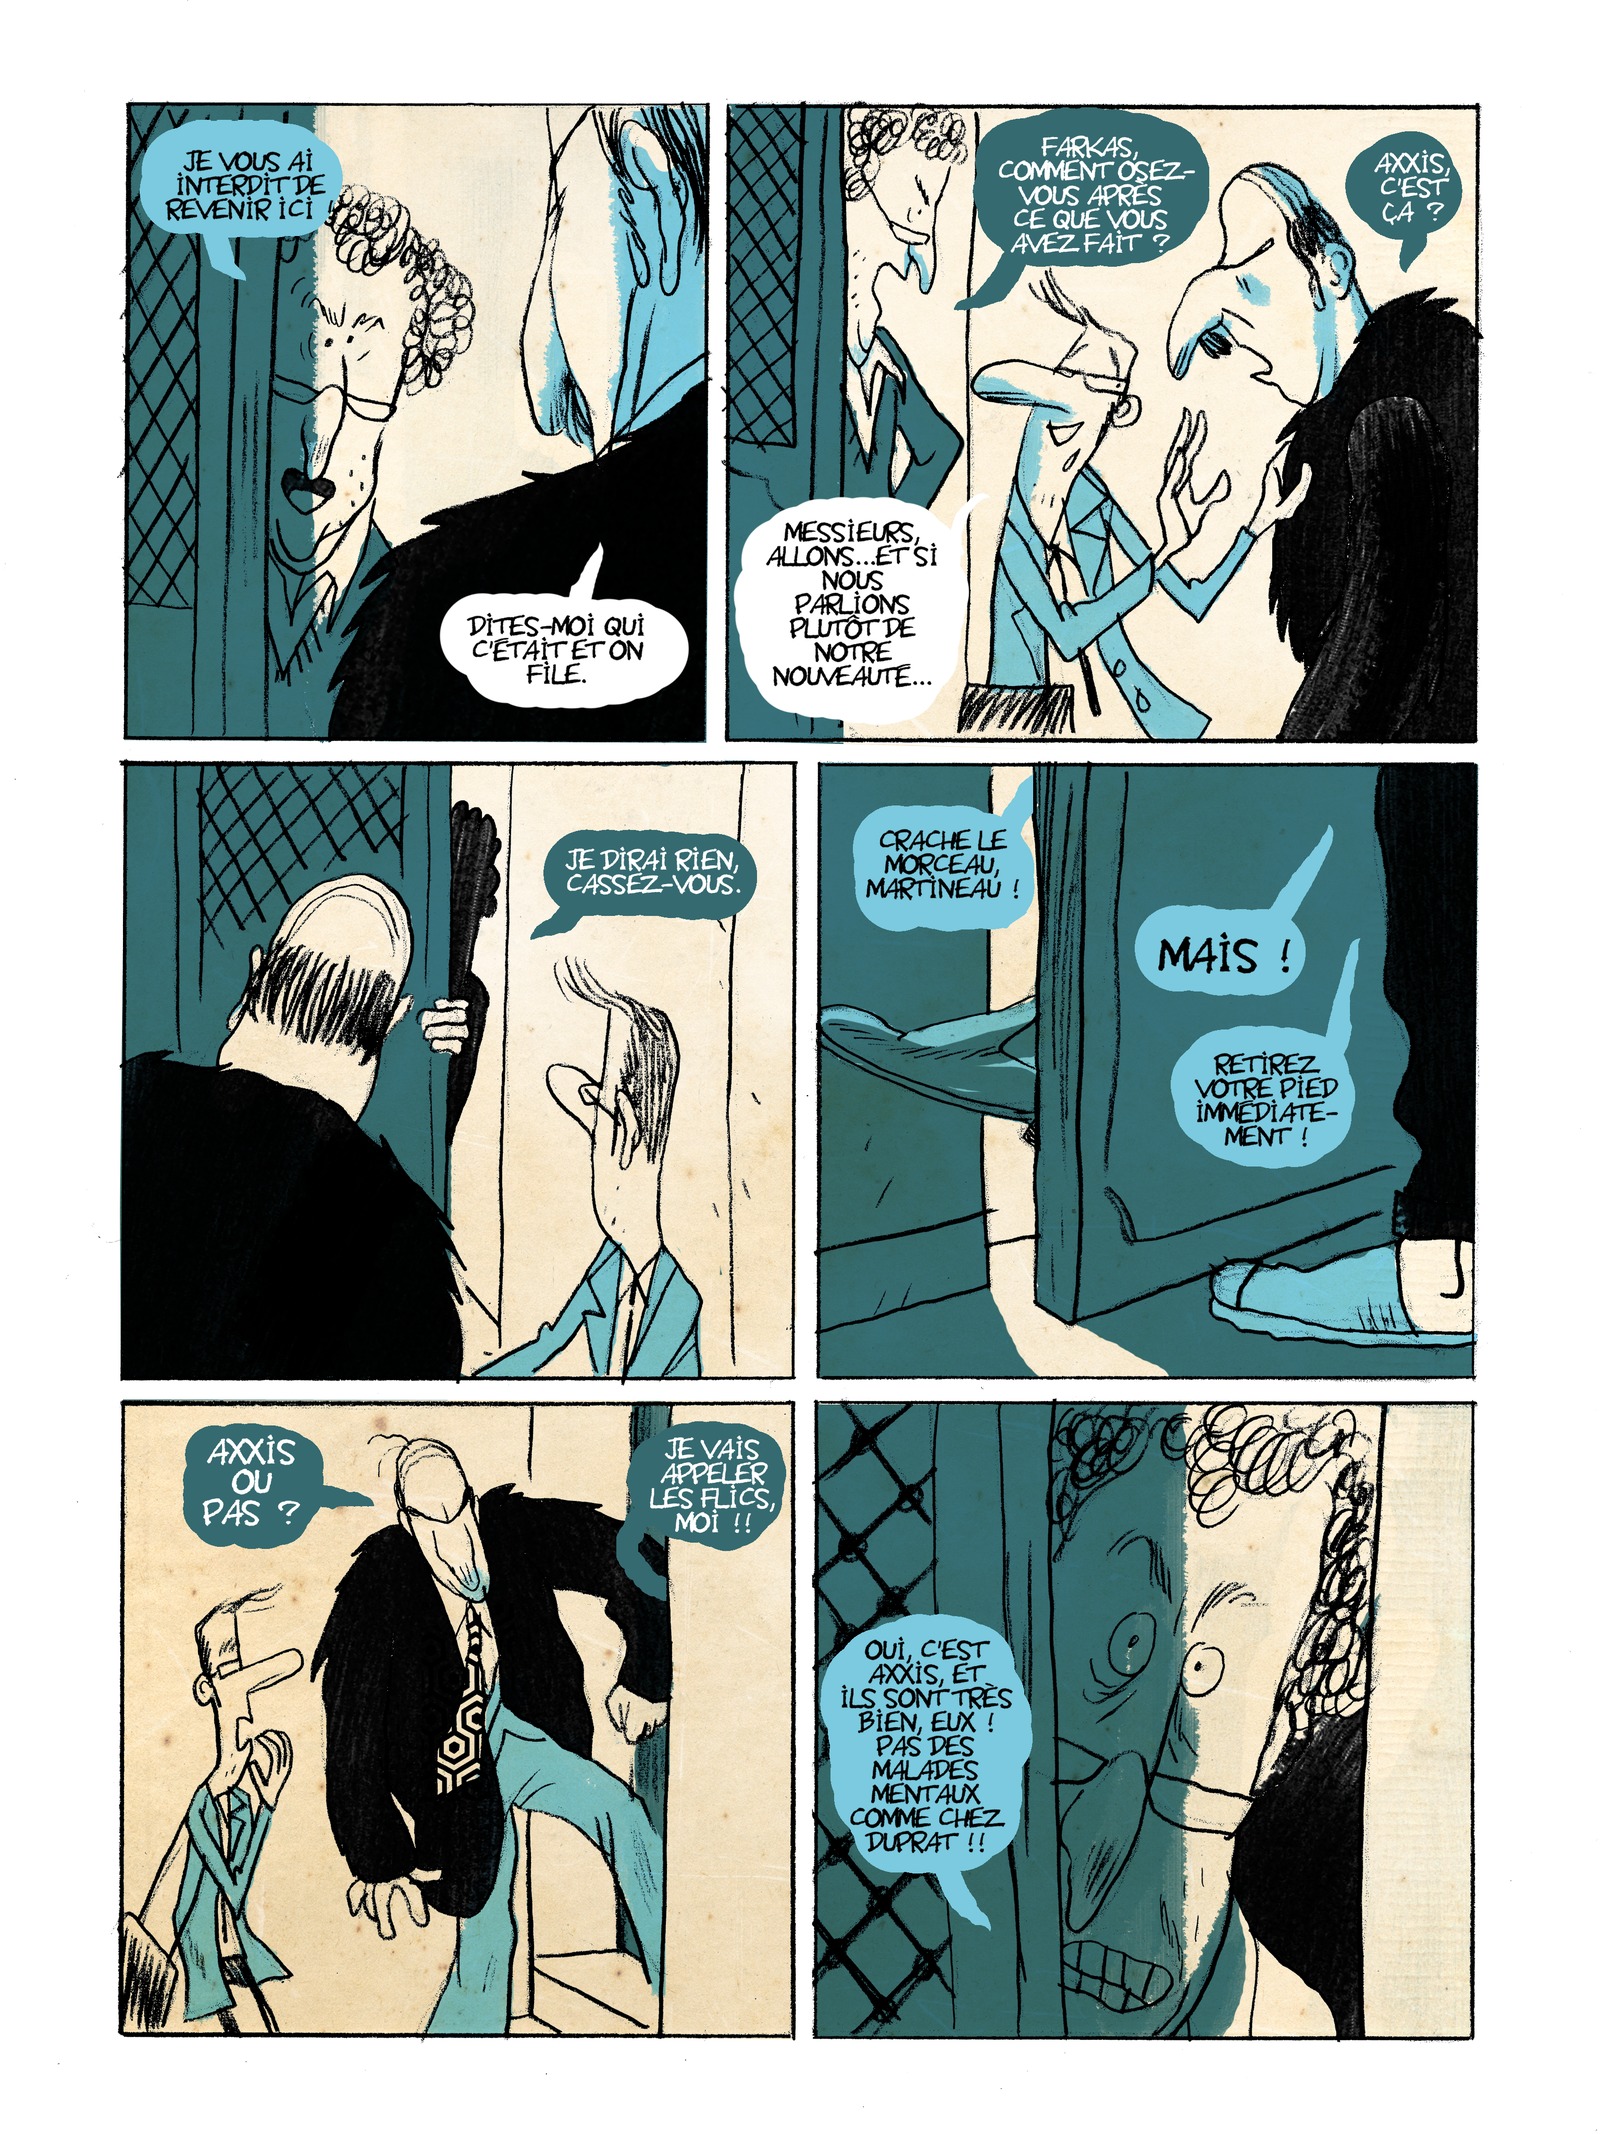 JE VOUS AI
INTERDIT DE
REVENIR ICI !
DITES-MOI QUI
C'ÉTAIT ET ON
FILE.
FARKAS,
COMMENT OSEZ-
VOUS APRÈS
CE QUE VOUS
AVEZ FAIT ?
AXXIS,
C'EST
ÇA ?
MESSIEURS,
ALLONS...ET SI
NOUS
PARLIONS
PLUTÔT DE
NOTRE
NOUVEAUTÉ...
JE DIRAI RIEN,
CASSEZ-VOUS.
CRACHE LE
MORCEAU,
MARTINEAU !
MAIS !
RETIREZ
VOTRE PIED
IMMÉDIATE-
MENT !
AXXIS
OU
PAS ?
JE VAIS
APPELER
LES FLICS,
MOI !!
OUI, C'EST
AXXIS, ET
ILS SONT TRÈS
BIEN, EUX !
PAS DES
MALADES
MENTAUX
COMME CHEZ
DUPRAT !!